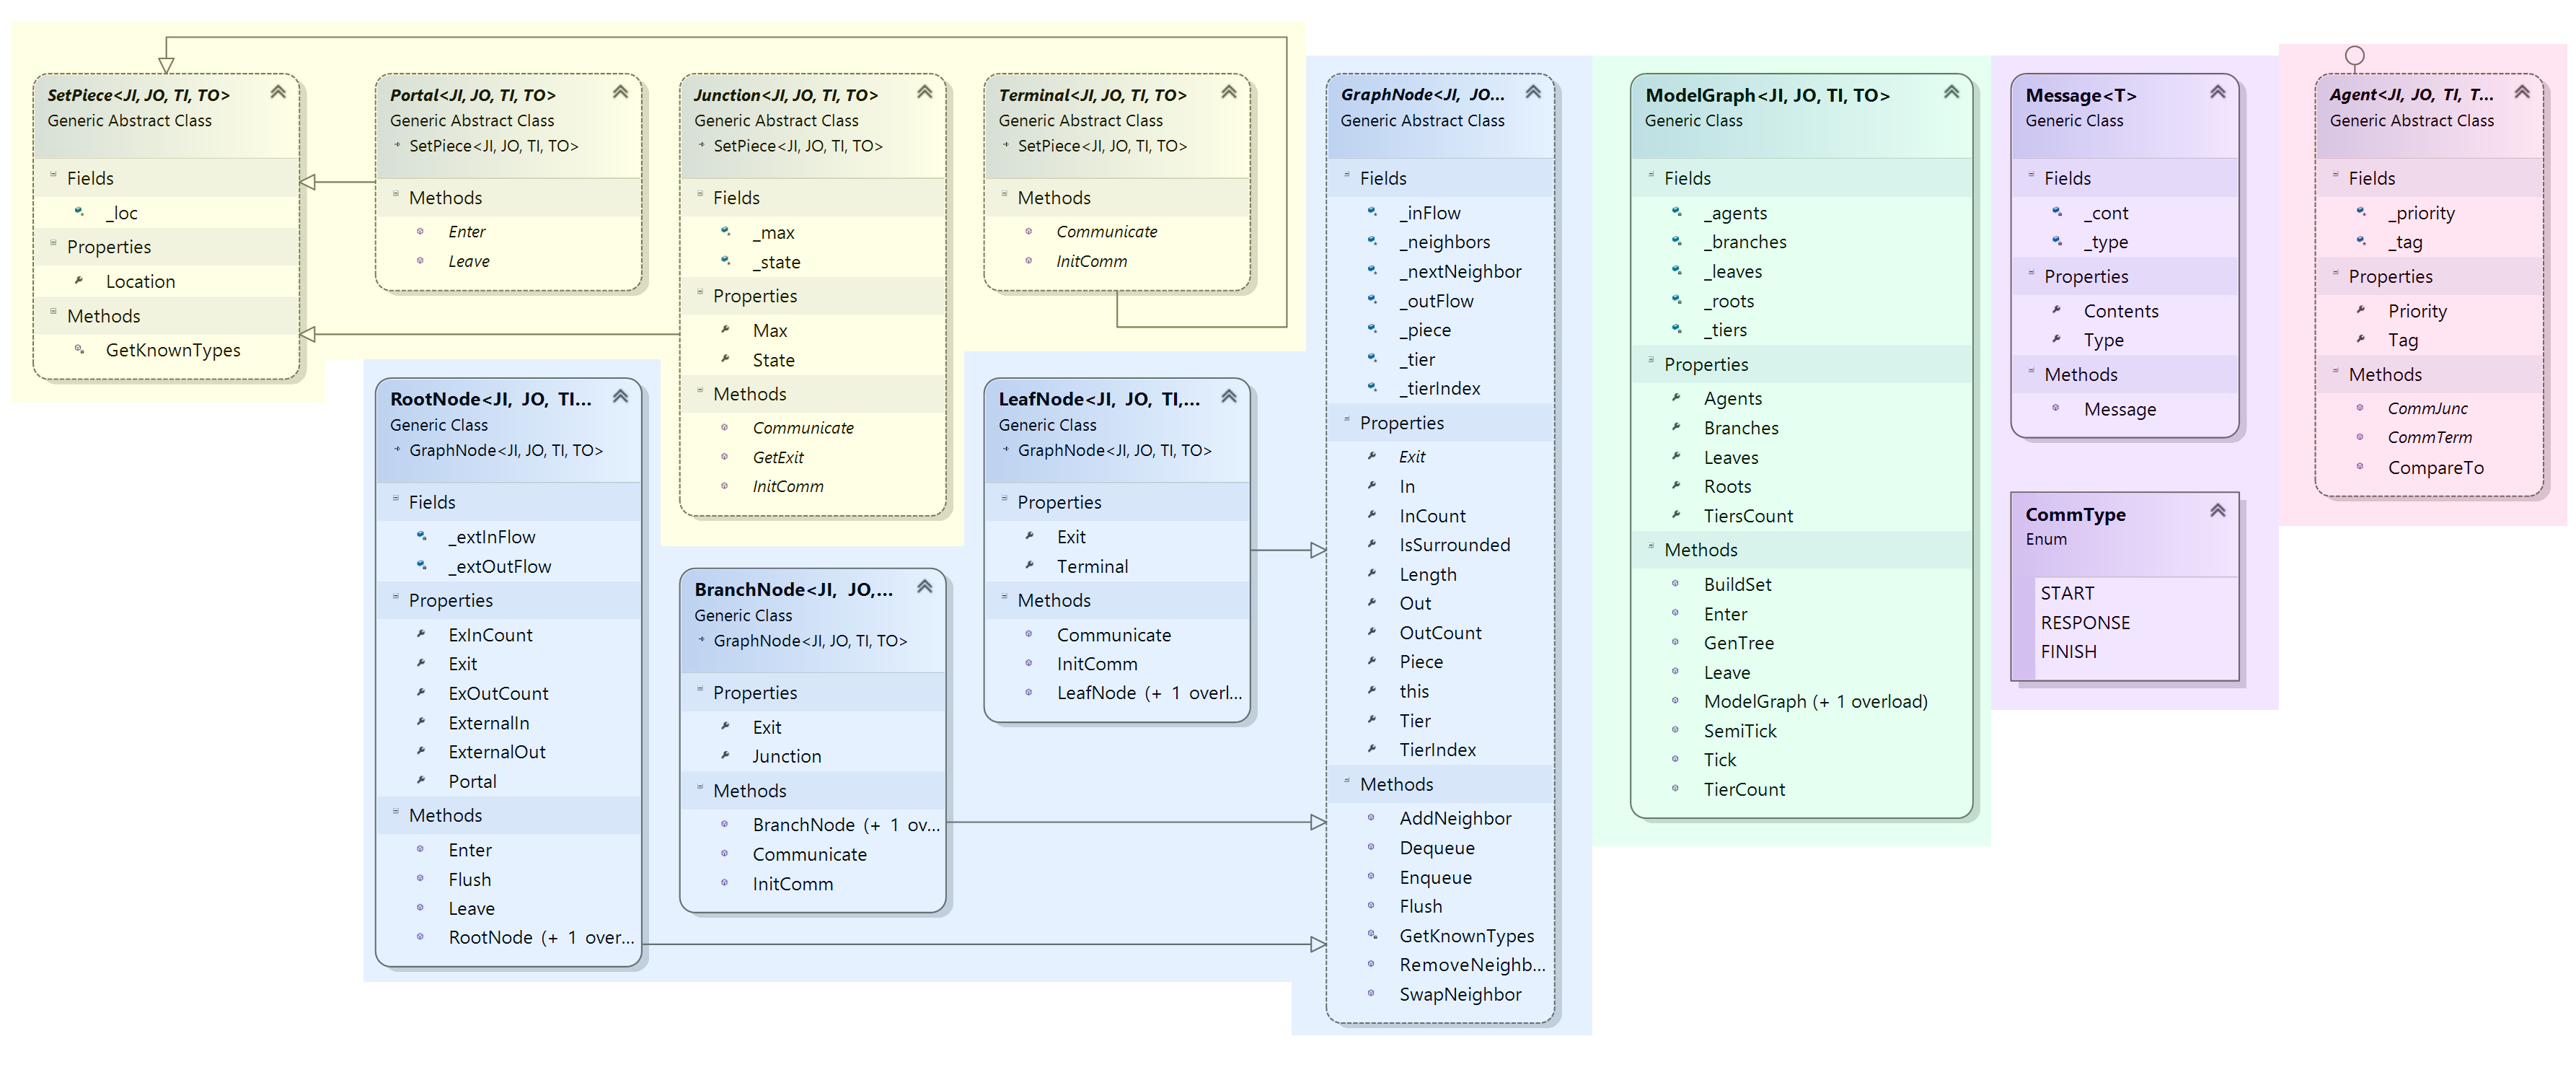 SetPiece<JI, JO, TI, TO>
Generic Abstract Class
Fields
_loc
Properties
Location
Methods
GetKnownTypes
Portal<JI, JO, TI, TO>
Generic Abstract Class
SetPiece<JI, JO, TI, TO>
Methods
Enter
Leave
Junction<JI, JO, TI, TO>
Generic Abstract Class
SetPiece<JI, JO, TI, TO>
Fields
_max
_state
Properties
Max
State
Methods
Communicate
GetExit
InitComm
Terminal<JI, JO, TI, TO>
Generic Abstract Class
SetPiece<JI, JO, TI, TO>
Methods
Communicate
InitComm
RootNode<JI, JO, TI...
Generic Class
GraphNode<JI, JO, TI, TO>
Fields
_extInFlow
_extOutFlow
Properties
ExInCount
Exit
ExOutCount
ExternalIn
ExternalOut
Portal
Methods
Enter
Flush
Leave
RootNode (+ 1 over...
BranchNode<JI, JO,...
Generic Class
GraphNode<JI, JO, TI, TO>
Properties
Exit
Junction
Methods
BranchNode (+ 1 ov...
Communicate
InitComm
LeafNode<JI, JO, TI,...
Generic Class
GraphNode<JI, JO, TI, TO>
Properties
Exit
Terminal
Methods
Communicate
InitComm
LeafNode (+ 1 overl...
GraphNode<JI, JO...
Generic Abstract Class
Fields
_inFlow
_neighbors
_nextNeighbor
_outFlow
_piece
_tier
_tierIndex
Properties
Exit
In
InCount
IsSurrounded
Length
Out
OutCount
Piece
this
Tier
TierIndex
Methods
AddNeighbor
Dequeue
Enqueue
Flush
GetKnownTypes
RemoveNeighb...
SwapNeighbor
ModelGraph<JI, JO, TI, TO>
Generic Class
Fields
_agents
_branches
_leaves
_roots
_tiers
Properties
Agents
Branches
Leaves
Roots
TiersCount
Methods
BuildSet
Enter
GenTree
Leave
ModelGraph (+ 1 overload)
SemiTick
Tick
TierCount
Message<T>
Generic Class
Fields
_cont
_type
Properties
Contents
Type
Methods
Message
CommType
Enum
START
RESPONSE
FINISH
Agent<JI, JO, TI, T...
Generic Abstract Class
Fields
_priority
_tag
Properties
Priority
Tag
Methods
CommJunc
CommTerm
CompareTo